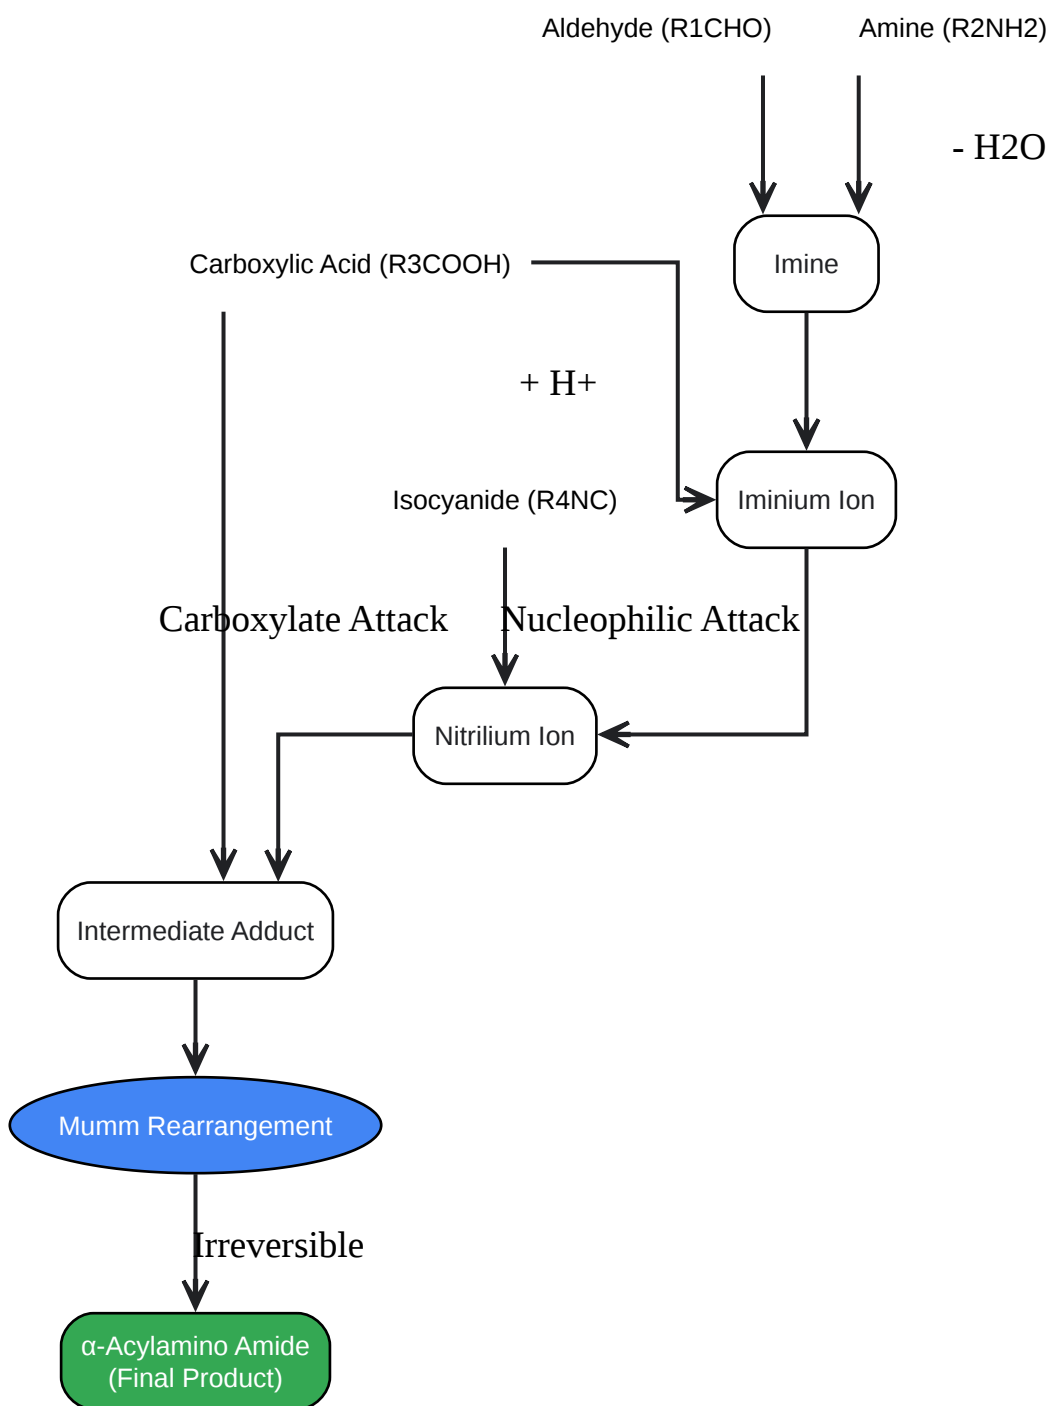 Aldehyde (R1CHO)
Amine (R2NH2)
- H2O
Carboxylic Acid (R3COOH)
Imine
+ H+
Isocyanide (R4NC)
Iminium Ion
Carboxylate Attack
Nucleophilic Attack
Nitrilium Ion
Intermediate Adduct
Mumm Rearrangement
Irreversible
α-Acylamino Amide
(Final Product)